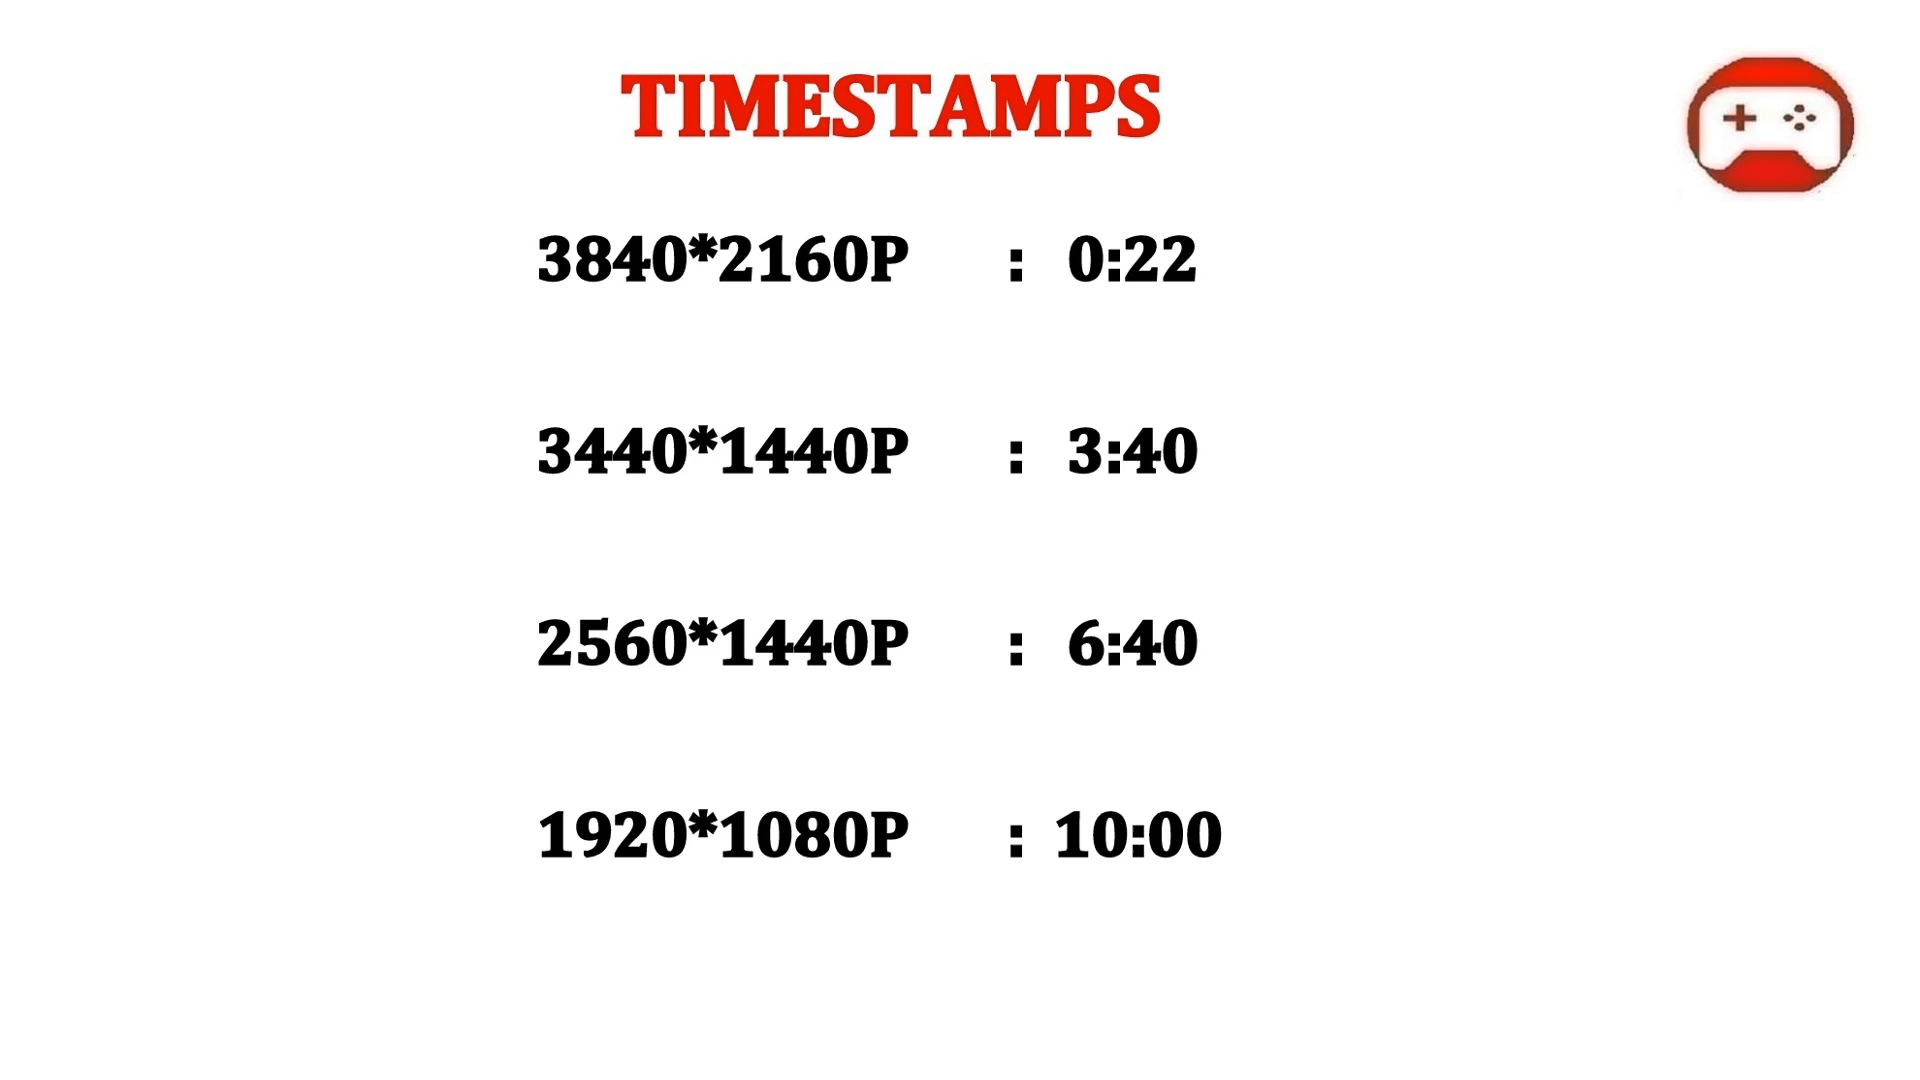 TIMESTAMPS
3840*2160P : 0:22
3440*1440P : 3:40
2560*1440P : 6:40
1920*1080P : 10:00